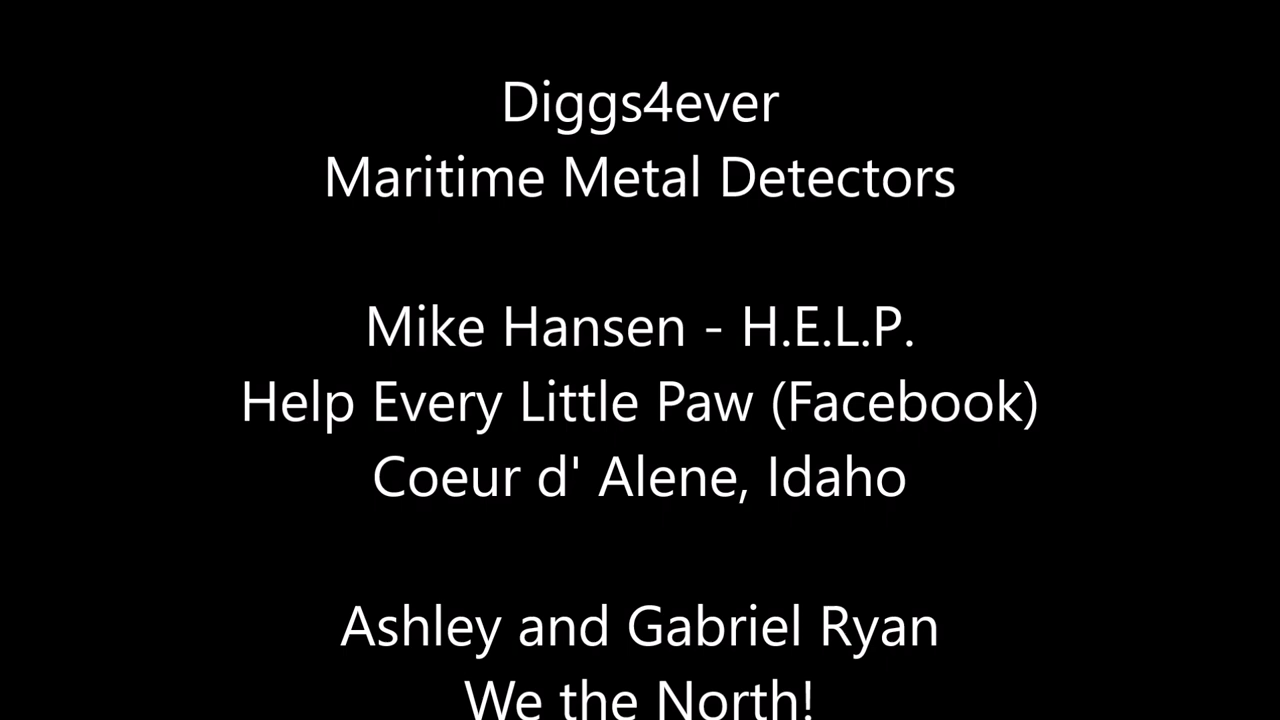 Diggs4ever
Maritime Metal Detectors
Mike Hansen - H.E.L.P.
Help Every Little Paw (Facebook)
Coeur d' Alene, Idaho
Ashley and Gabriel Ryan
We the North!